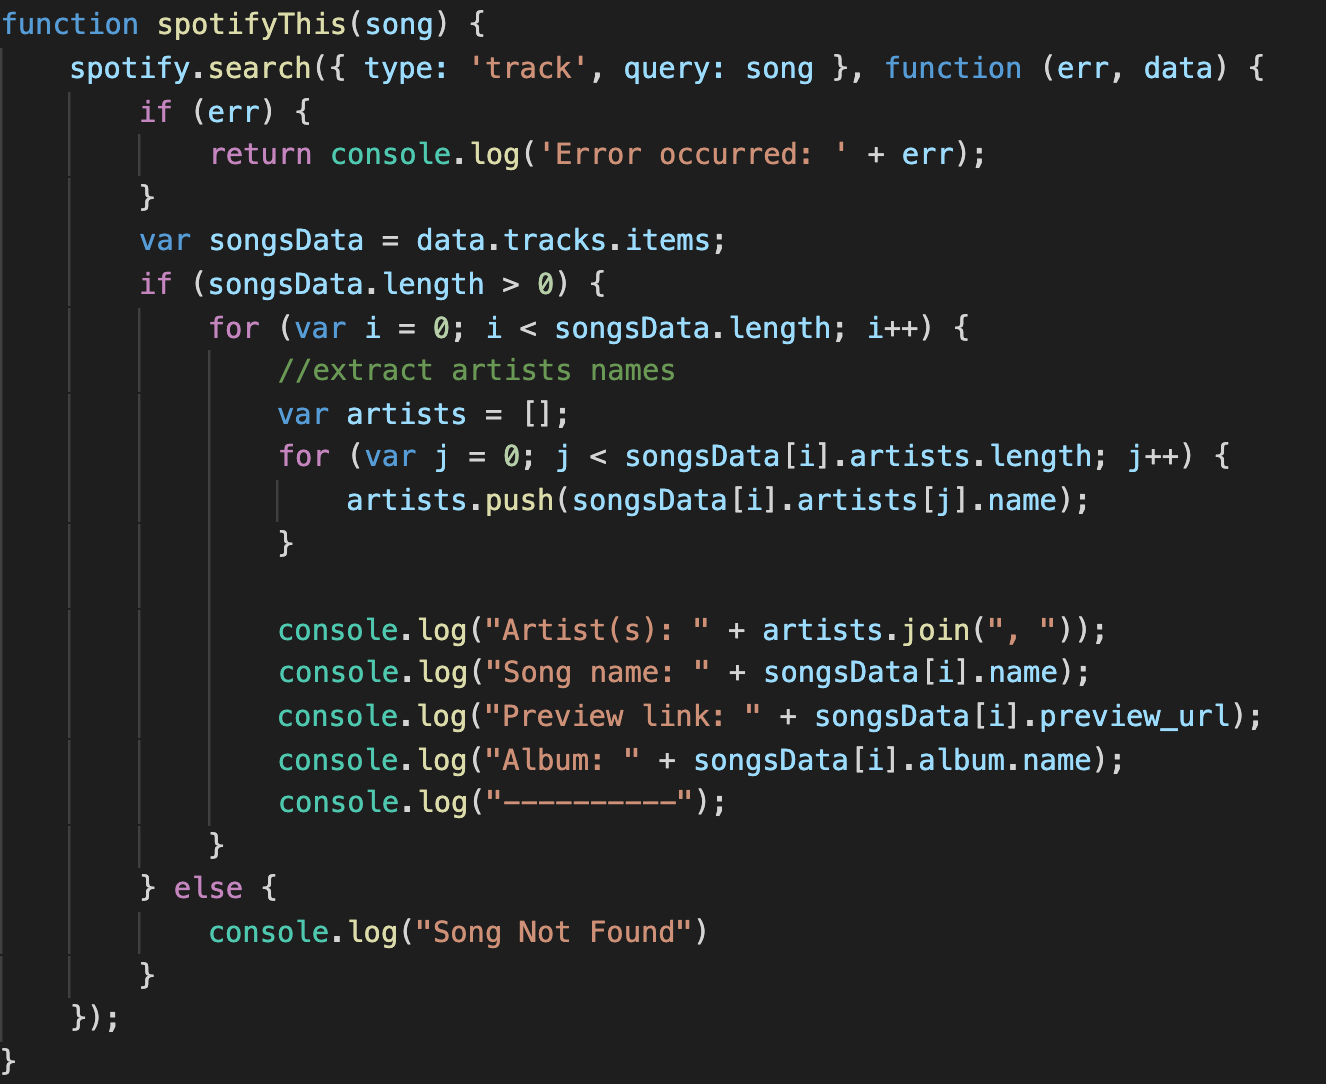 function spotifyThis(song) {
    spotify.search({ type: 'track', query: song }, function (err, data) {
        if (err) {
            return console.log('Error occurred: ' + err);
        }
        var songsData = data.tracks.items;
        if (songsData.length > 0) {
            for (var i = 0; i < songsData.length; i++) {
                //extract artists names
                var artists = [];
                for (var j = 0; j < songsData[i].artists.length; j++) {
                    artists.push(songsData[i].artists[j].name);
                }

                console.log("Artist(s): " + artists.join(", "));
                console.log("Song name: " + songsData[i].name);
                console.log("Preview link: " + songsData[i].preview_url);
                console.log("Album: " + songsData[i].album.name);
                console.log("----------");
            }
        } else {
            console.log("Song Not Found")
        }
    });
}